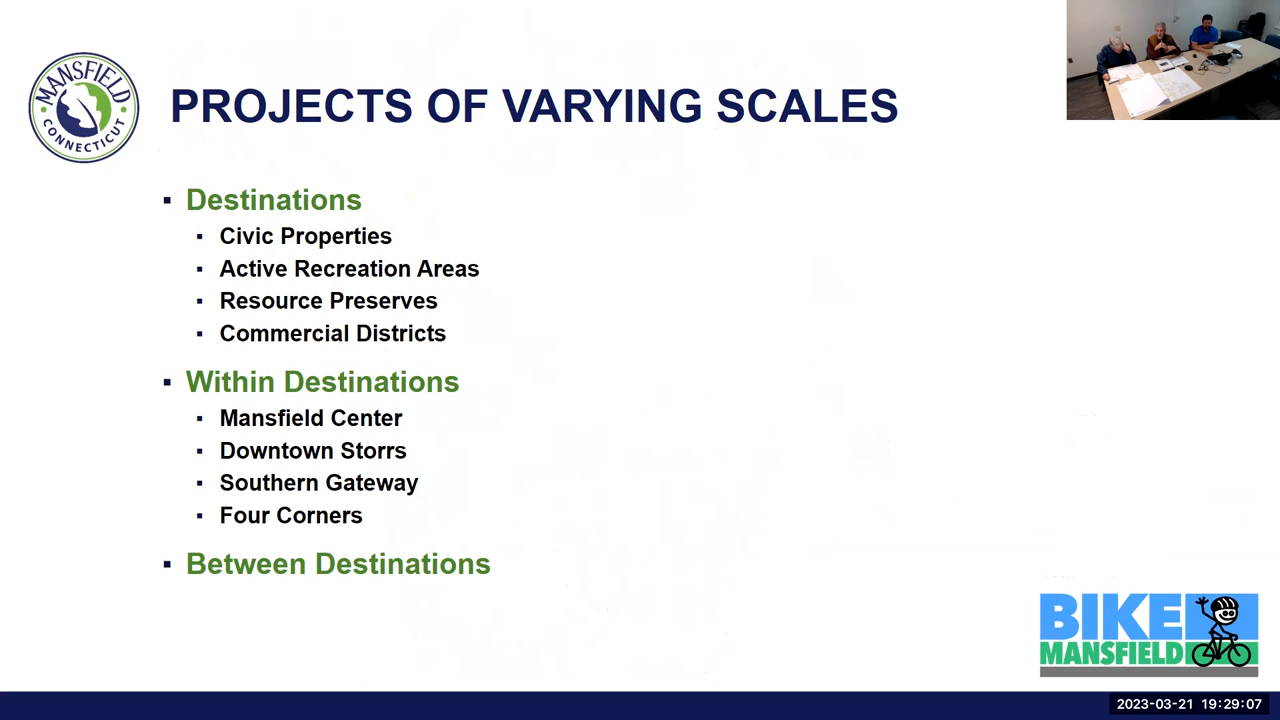 MANSFIELD
CONNECTICUT
PROJECTS OF VARYING SCALES
Destinations
Civic Properties
Active Recreation Areas
Resource Preserves
Commercial Districts
Within Destinations
Mansfield Center
Downtown Storrs
Southern Gateway
Four Corners
Between Destinations
BIKE
MANSFIELD
2023-03-21 19:29:07